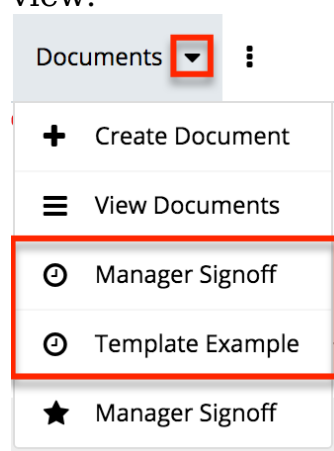 view.
Documents
Create Document
View Documents
Manager Signoff
Template Example
Manager Signoff